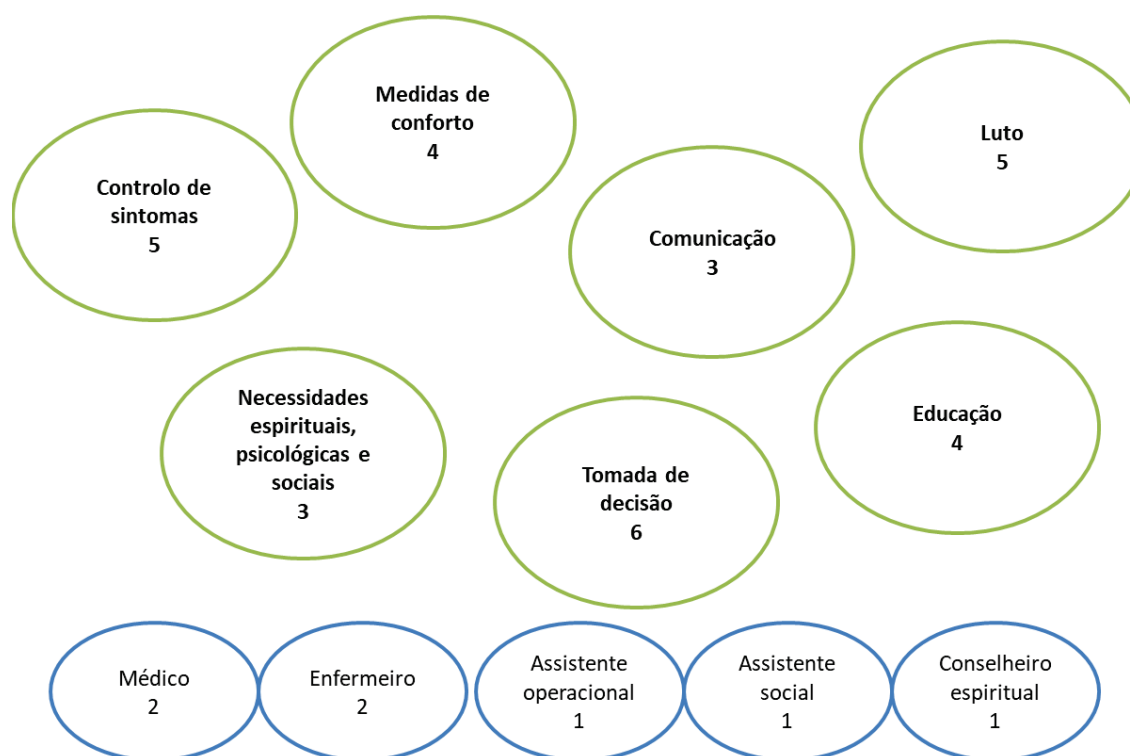 Medidas de
conforto
4
Luto
5
Controlo de
sintomas
5
Comunicação
3
Necessidades
espirituais,
psicológicas e
sociais
3
Educação
4
Tomada de
decisão
6
Médico
2
Enfermeiro
2
Assistente
operacional
1
Assistente
social
1
Conselheiro
espiritual
1